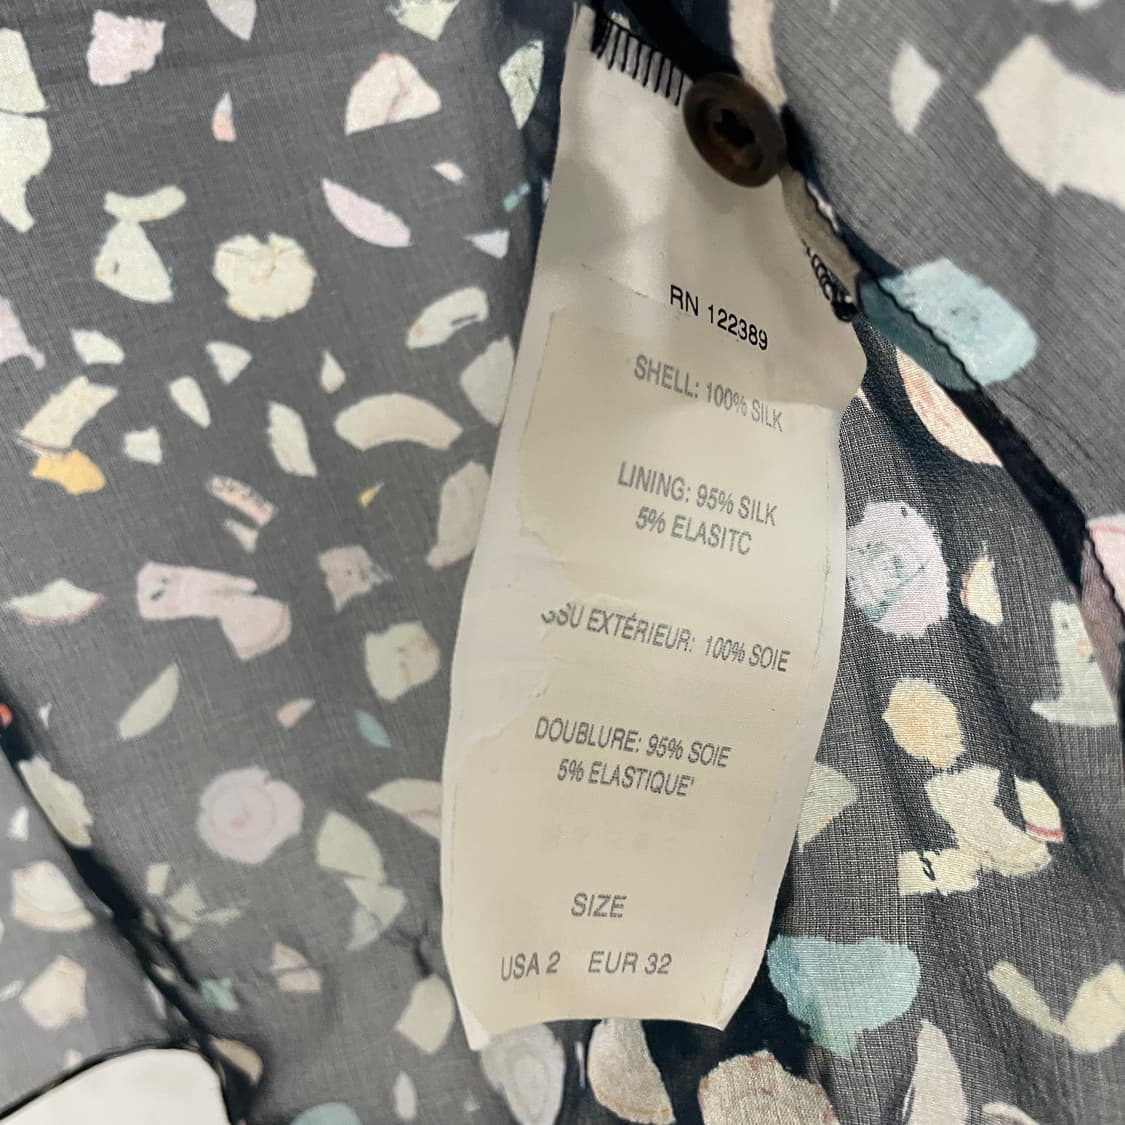 RN 122389
SHELL: 100% SILK
LINING: 95% SILK
5% ELASITC
SSU EXTÉRIEUR: 100% SOIE
DOUBLURE: 95% SOIE
5% ELASTIQUE'
SIZE
USA 2 EUR 32